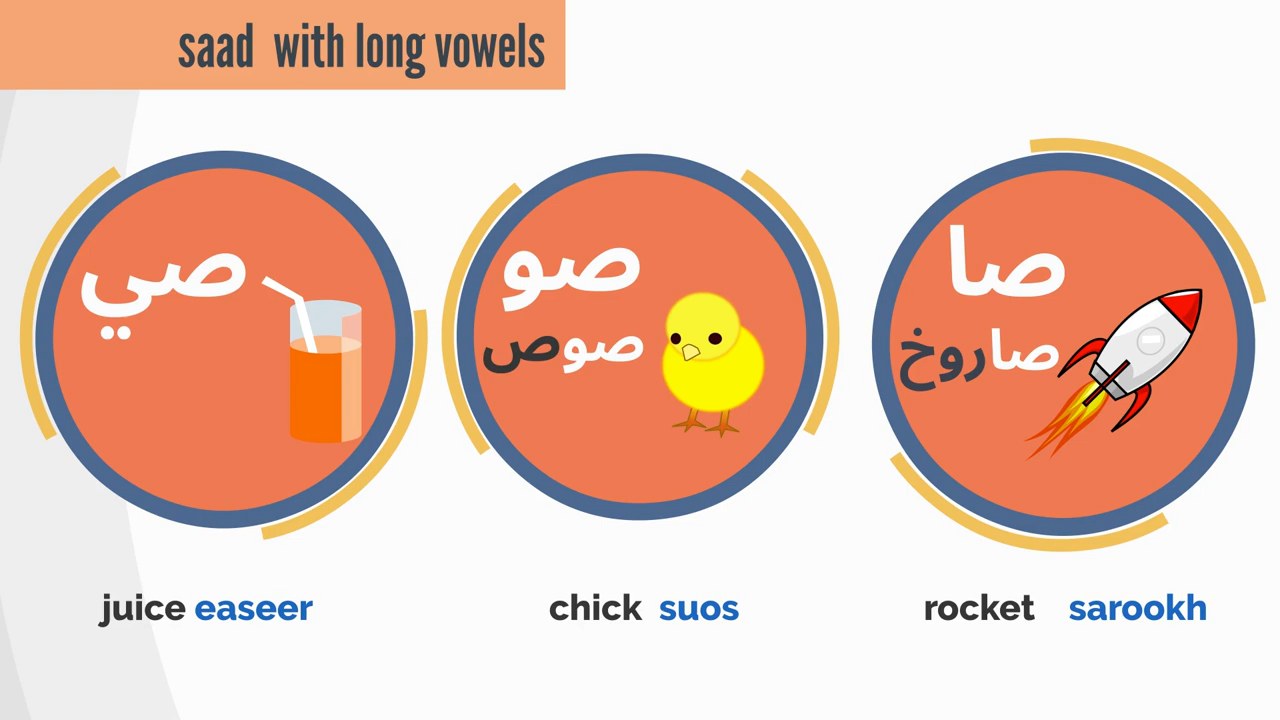 saad with long vowels
صا
صاروخ
rocket sarookh
صو
صوص
chick suos
صي
juice easeer